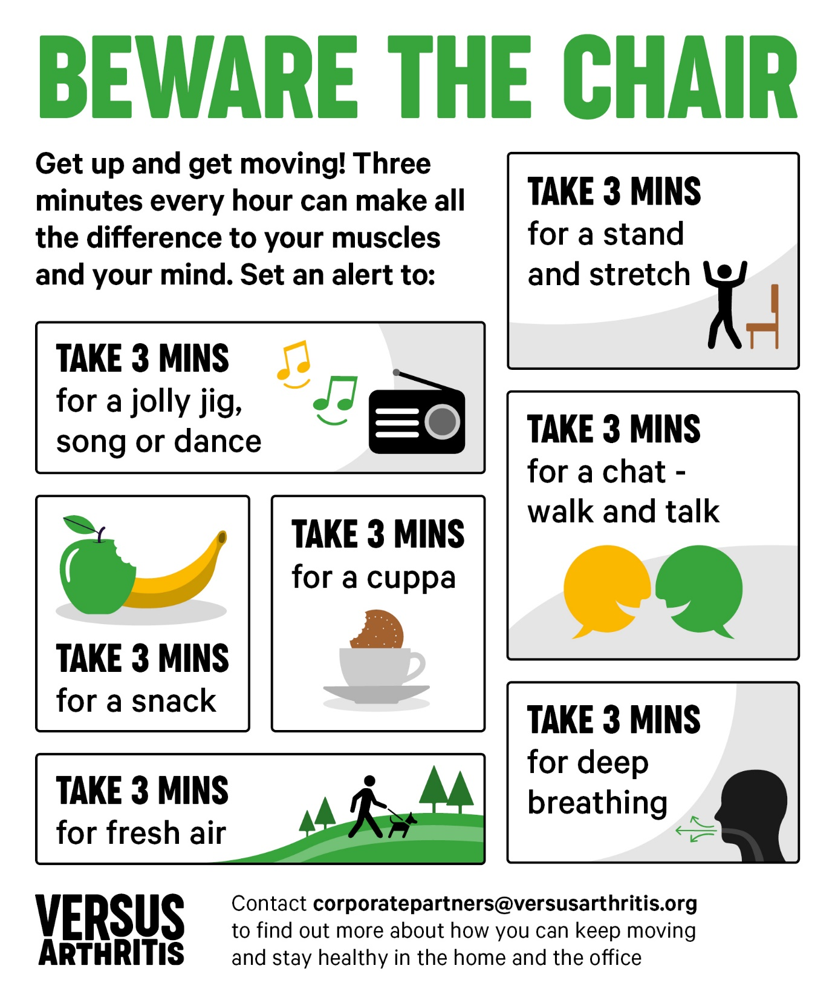 BEWARE THE CHAIR
Get up and get moving! Three
minutes every hour can make all
the difference to your muscles
and your mind. Set an alert to:
TAKE 3 MINS
for a stand
and stretch
TAKE 3 MINS
for a jolly jig,
song or dance
TAKE 3 MINS
for a chat -
walk and talk
TAKE 3 MINS
for a snack
TAKE 3 MINS
for a cuppa
TAKE 3 MINS
for deep
breathing
TAKE 3 MINS
for fresh air
VERSUS
ARTHRITIS
Contact corporatepartners@versusarthritis.org
to find out more about how you can keep moving
and stay healthy in the home and the office